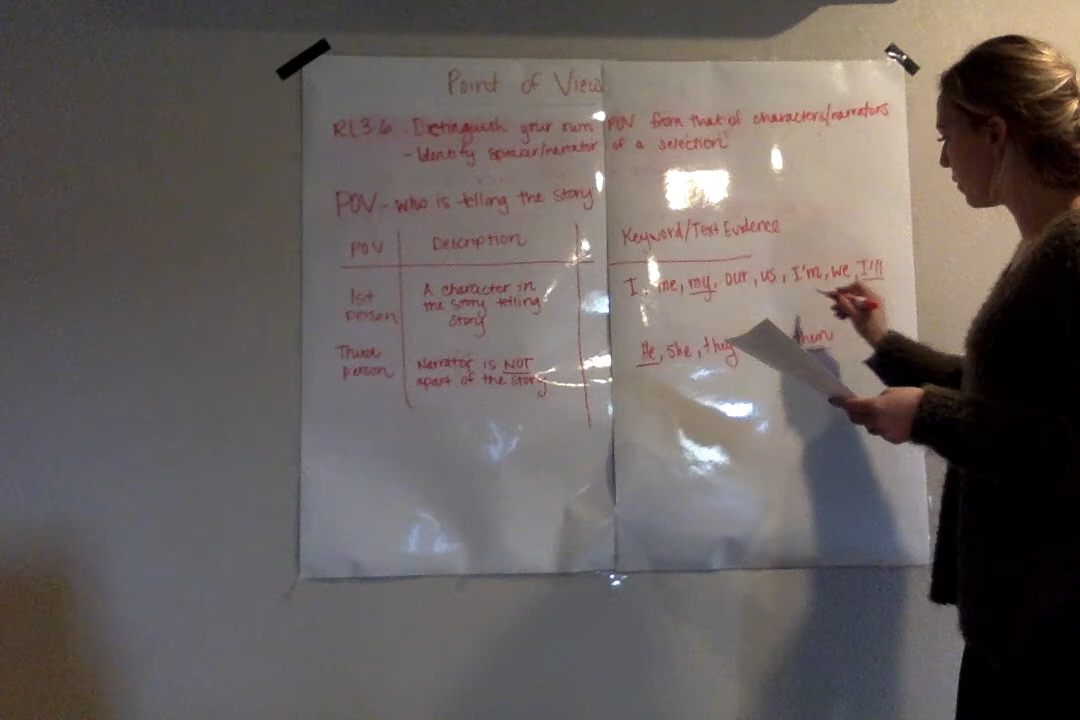 Point of View
RL3.6 - Distinguish your own POV from that of characters/narrators
- Identify speaker/narrator of a selection
POV - who is telling the story
POV Description Keyword/Text Evidence
1st person
A character in
the story telling
story
I, me, my, our, us, I'm, we, I'll
Third person
Narrator is NOT
apart of the story
He, she, they them